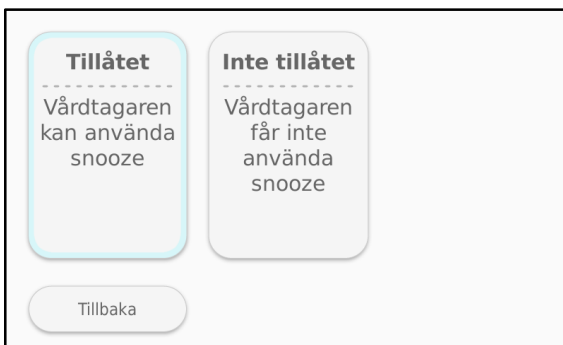 Tillåtet
Vårdtagaren
kan använda
snooze
Inte tillåtet
Vårdtagaren
får inte
använda
snooze
Tillbaka